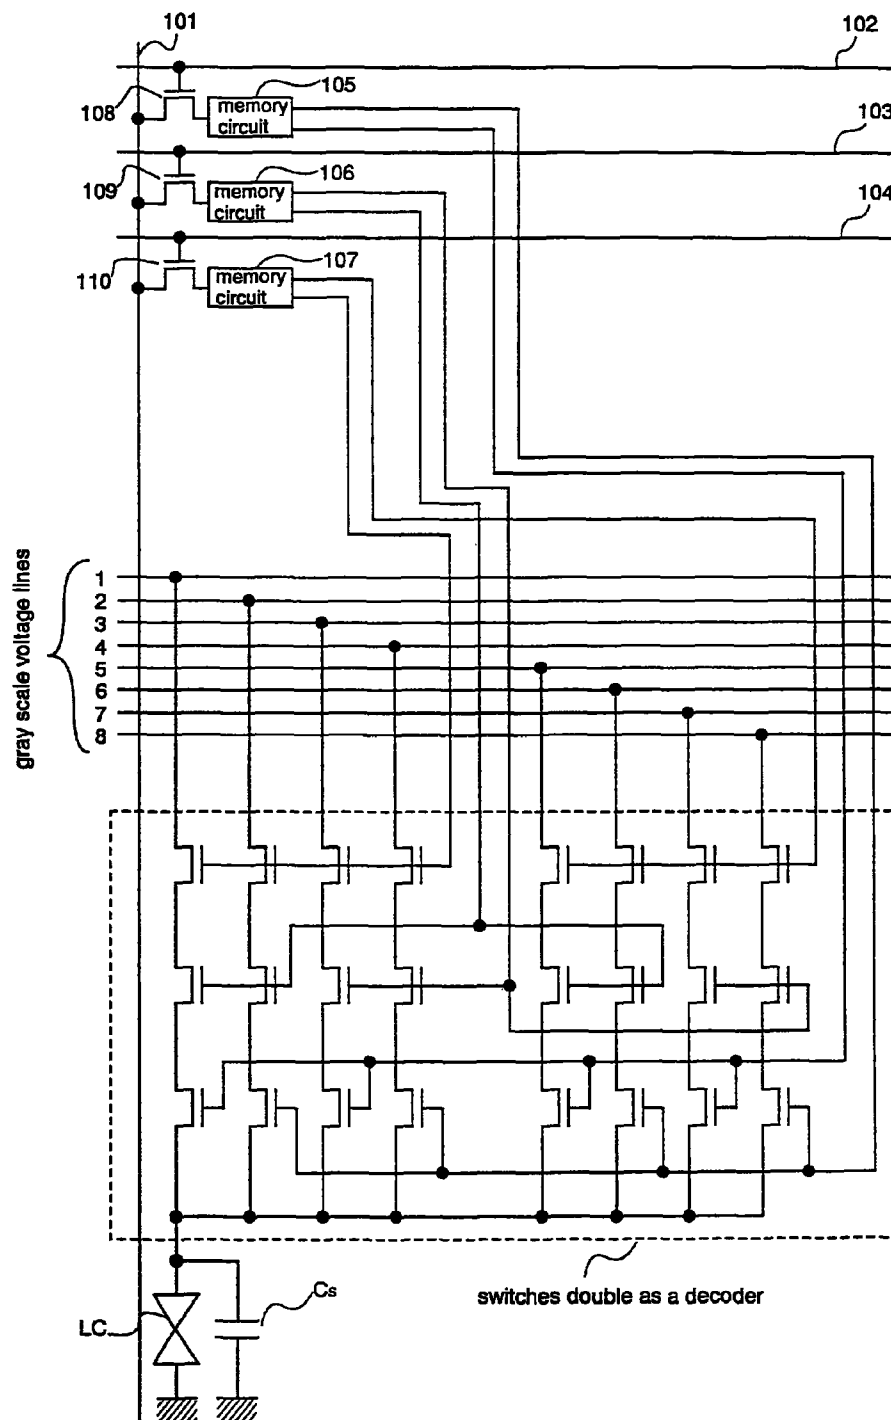 101
102
108
memory
circuit
105
103
109
memory
circuit
106
104
110
memory
circuit
107
gray scale voltage lines
1
2
3
4
5
6
7
8
switches double as a decoder
LC
Cs